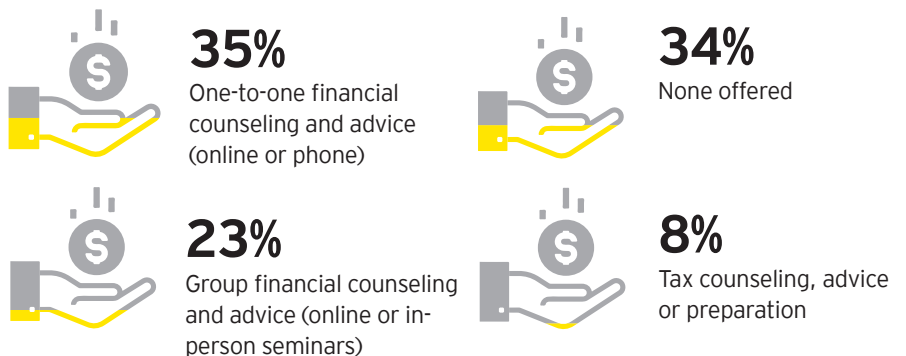 $
35%
One-to-one financial
counseling and advice
(online or phone)
$
34%
None offered
$
23%
Group financial counseling
and advice (online or in-
person seminars)
$
8%
Tax counseling, advice
or preparation